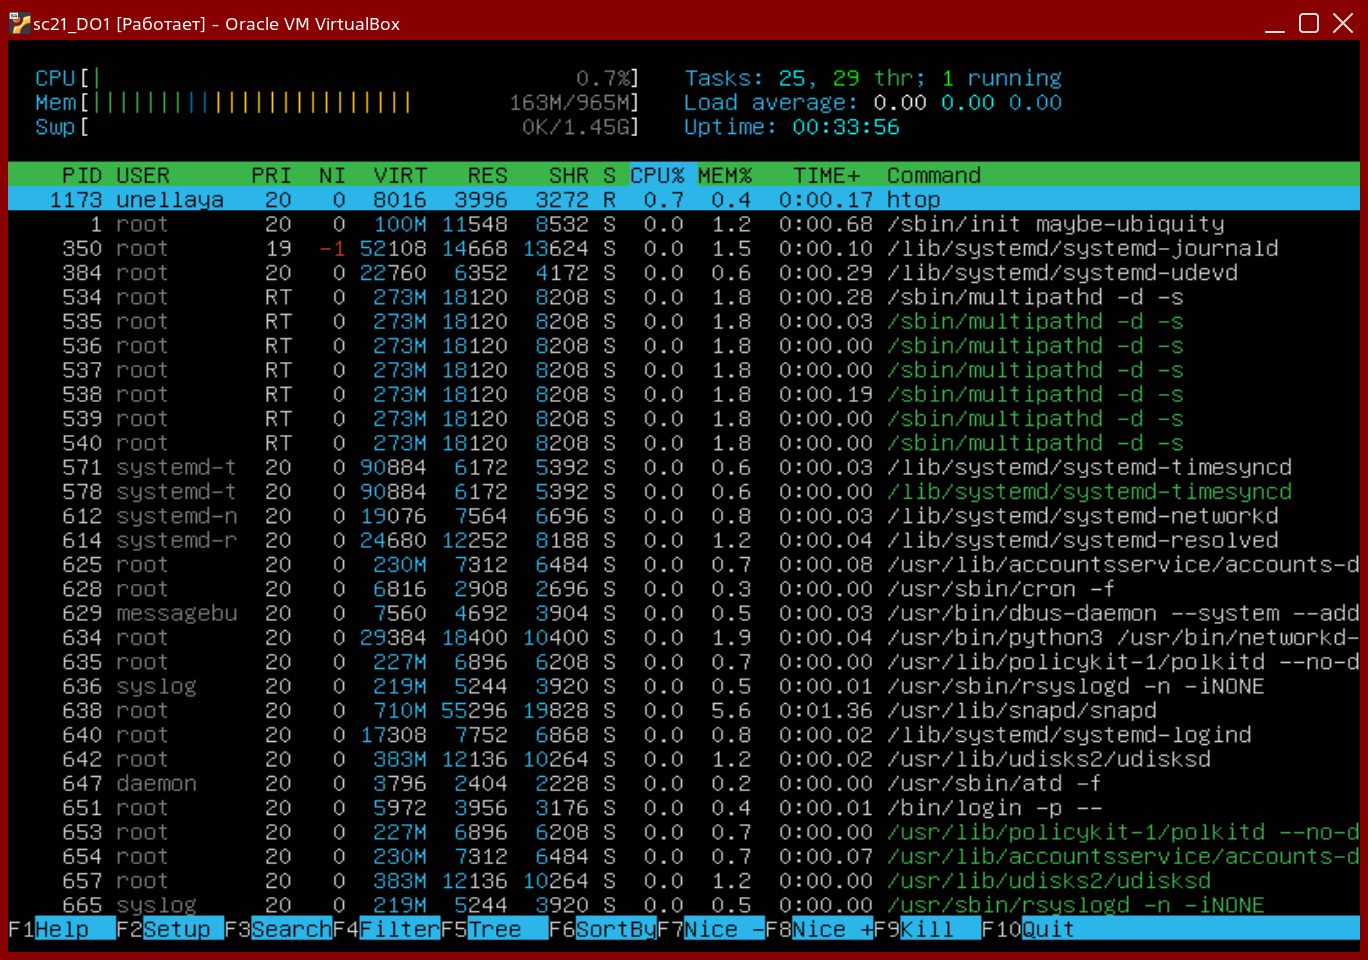 sc21_DO1 [Работает] - Oracle VM VirtualBox
CPU[| 0.7%] Tasks: 25, 29 thr; 1 running
Mem[|||||||||||||||||||||||| 163M/965M] Load average: 0.00 0.00 0.00
Swp[ 0K/1.45G] Uptime: 00:33:56
PID USER PRI NI VIRT RES SHR S CPU% MEM% TIME+ Command
1173 unellaya 20 0 8016 3996 3272 R 0.7 0.4 0:00.17 htop
1 root 20 0 100M 11548 8532 S 0.0 1.2 0:00.68 /sbin/init maybe-ubiquity
350 root 19 -1 52108 14668 13624 S 0.0 1.5 0:00.10 /lib/systemd/systemd-journald
384 root 20 0 22760 6352 4172 S 0.0 0.6 0:00.29 /lib/systemd/systemd-udevd
534 root RT 0 273M 18120 8208 S 0.0 1.8 0:00.28 /sbin/multipathd -d -s
535 root RT 0 273M 18120 8208 S 0.0 1.8 0:00.03 /sbin/multipathd -d -s
536 root RT 0 273M 18120 8208 S 0.0 1.8 0:00.00 /sbin/multipathd -d -s
537 root RT 0 273M 18120 8208 S 0.0 1.8 0:00.00 /sbin/multipathd -d -s
538 root RT 0 273M 18120 8208 S 0.0 1.8 0:00.19 /sbin/multipathd -d -s
539 root RT 0 273M 18120 8208 S 0.0 1.8 0:00.00 /sbin/multipathd -d -s
540 root RT 0 273M 18120 8208 S 0.0 1.8 0:00.00 /sbin/multipathd -d -s
571 systemd-t 20 0 90884 6172 5392 S 0.0 0.6 0:00.03 /lib/systemd/systemd-timesyncd
578 systemd-t 20 0 90884 6172 5392 S 0.0 0.6 0:00.00 /lib/systemd/systemd-timesyncd
612 systemd-n 20 0 19076 7564 6696 S 0.0 0.8 0:00.03 /lib/systemd/systemd-networkd
614 systemd-r 20 0 24680 12252 8188 S 0.0 1.2 0:00.04 /lib/systemd/systemd-resolved
625 root 20 0 230M 7312 6484 S 0.0 0.7 0:00.08 /usr/lib/accountsservice/accounts-d
628 root 20 0 6816 2908 2696 S 0.0 0.3 0:00.00 /usr/sbin/cron -f
629 messagebu 20 0 7560 4692 3904 S 0.0 0.5 0:00.03 /usr/bin/dbus-daemon --system --add
634 root 20 0 29384 18400 10400 S 0.0 1.9 0:00.04 /usr/bin/python3 /usr/bin/networkd-
635 root 20 0 227M 6896 6208 S 0.0 0.7 0:00.00 /usr/lib/policykit-1/polkitd --no-d
636 syslog 20 0 219M 5244 3920 S 0.0 0.5 0:00.01 /usr/sbin/rsyslogd -n -iNONE
638 root 20 0 710M 55296 19828 S 0.0 5.6 0:01.36 /usr/lib/snapd/snapd
640 root 20 0 17308 7752 6868 S 0.0 0.8 0:00.02 /lib/systemd/systemd-logind
642 root 20 0 383M 12136 10264 S 0.0 1.2 0:00.02 /usr/lib/udisks2/udisksd
647 daemon 20 0 3796 2404 2228 S 0.0 0.2 0:00.00 /usr/sbin/atd -f
651 root 20 0 5972 3956 3176 S 0.0 0.4 0:00.01 /bin/login -p --
653 root 20 0 227M 6896 6208 S 0.0 0.7 0:00.00 /usr/lib/policykit-1/polkitd --no-d
654 root 20 0 230M 7312 6484 S 0.0 0.7 0:00.07 /usr/lib/accountsservice/accounts-d
657 root 20 0 383M 12136 10264 S 0.0 1.2 0:00.00 /usr/lib/udisks2/udisksd
665 syslog 20 0 219M 5244 3920 S 0.0 0.5 0:00.00 /usr/sbin/rsyslogd -n -iNONE
F1Help F2Setup F3SearchF4FilterF5Tree F6SortByF7Nice -F8Nice +F9Kill F10Quit